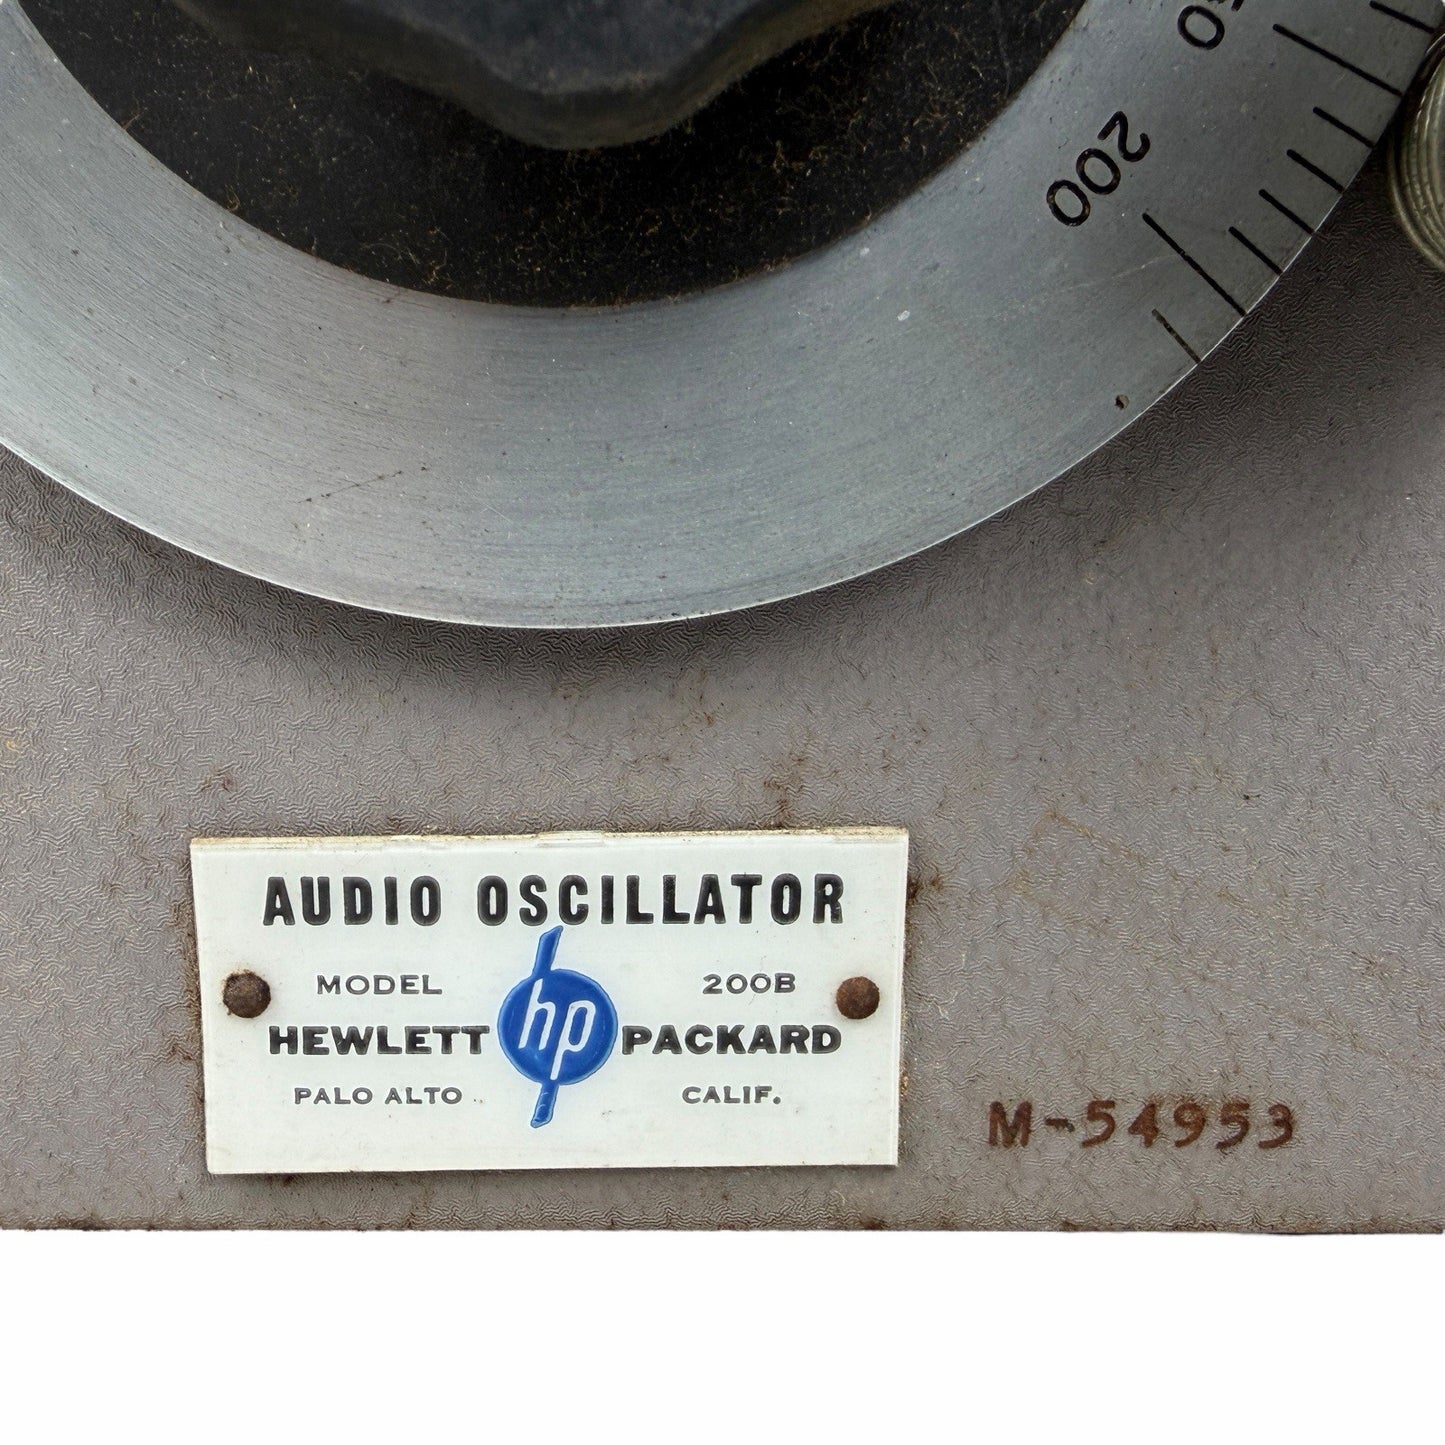 200
AUDIO OSCILLATOR
MODEL 200B
HEWLETT hp PACKARD
PALO ALTO CALIF.
M-54953